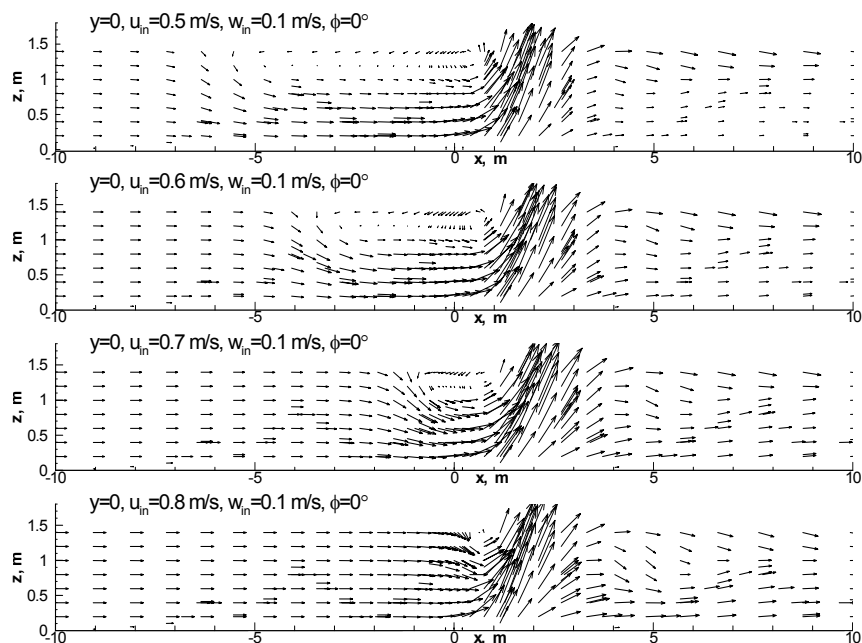 y=0, u_in=0.5 m/s, w_in=0.1 m/s, ϕ=0°
z, m
1.5
1
0.5
0
-10 -5 0 5 10
x, m
y=0, u_in=0.6 m/s, w_in=0.1 m/s, ϕ=0°
z, m
1.5
1
0.5
0
-10 -5 0 5 10
x, m
y=0, u_in=0.7 m/s, w_in=0.1 m/s, ϕ=0°
z, m
1.5
1
0.5
0
-10 -5 0 5 10
x, m
y=0, u_in=0.8 m/s, w_in=0.1 m/s, ϕ=0°
z, m
1.5
1
0.5
0
-10 -5 0 5 10
x, m